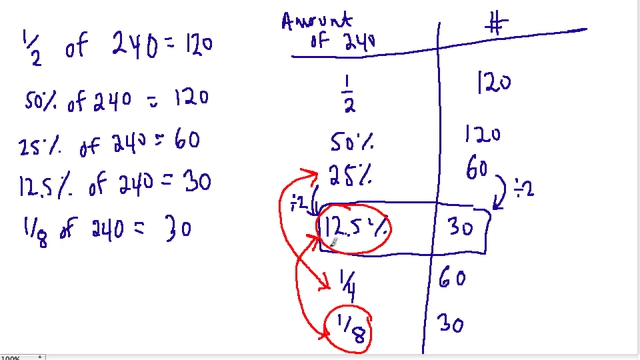 1/2 of 240 = 120
50% of 240 = 120
25% of 240 = 60
12.5% of 240 = 30
1/8 of 240 = 30
Amount of 240 #
1/2 120
50% 120
25% 60
÷2 ÷2
12.5% 30
1/4 60
1/8 30
100%